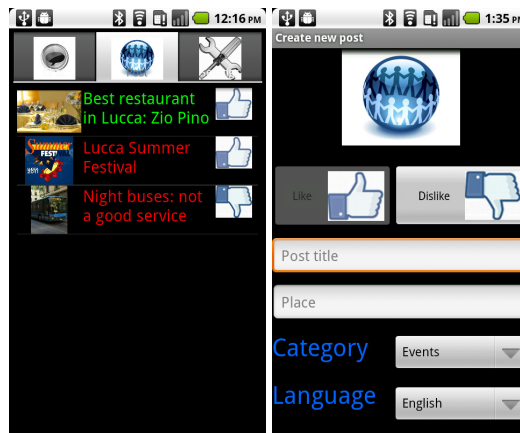 12:16 PM
Best restaurant
in Lucca: Zio Pino
Lucca Summer
Festival
Night buses: not
a good service
1:35 P
Create new post
Like
Dislike
Post title
Place
Category
Events
Language
English